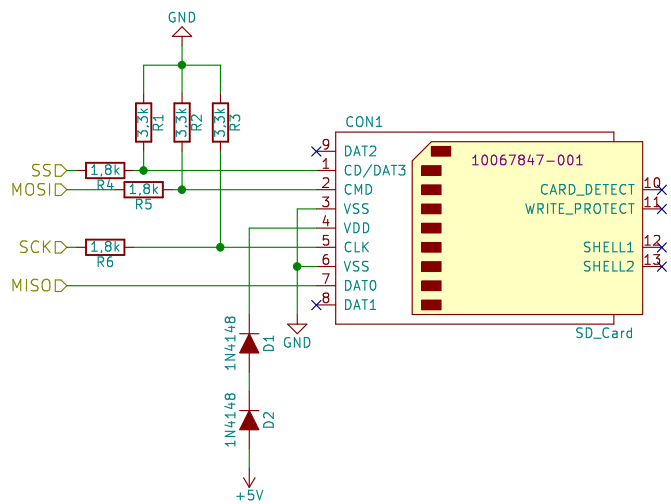 GND
3,3k R1
3,3k R2
3,3k R3
CON1
10067847-001
9 DAT2
SS 1,8k R4 1 CD/DAT3
MOSI 1,8k R5 2 CMD
3 VSS
4 VDD
SCK 1,8k R6 5 CLK
6 VSS
MISO 7 DAT0
8 DAT1
CARD_DETECT 10
WRITE_PROTECT 11
SHELL1 12
SHELL2 13
SD_Card
GND
1N4148 D1
1N4148 D2
+5V